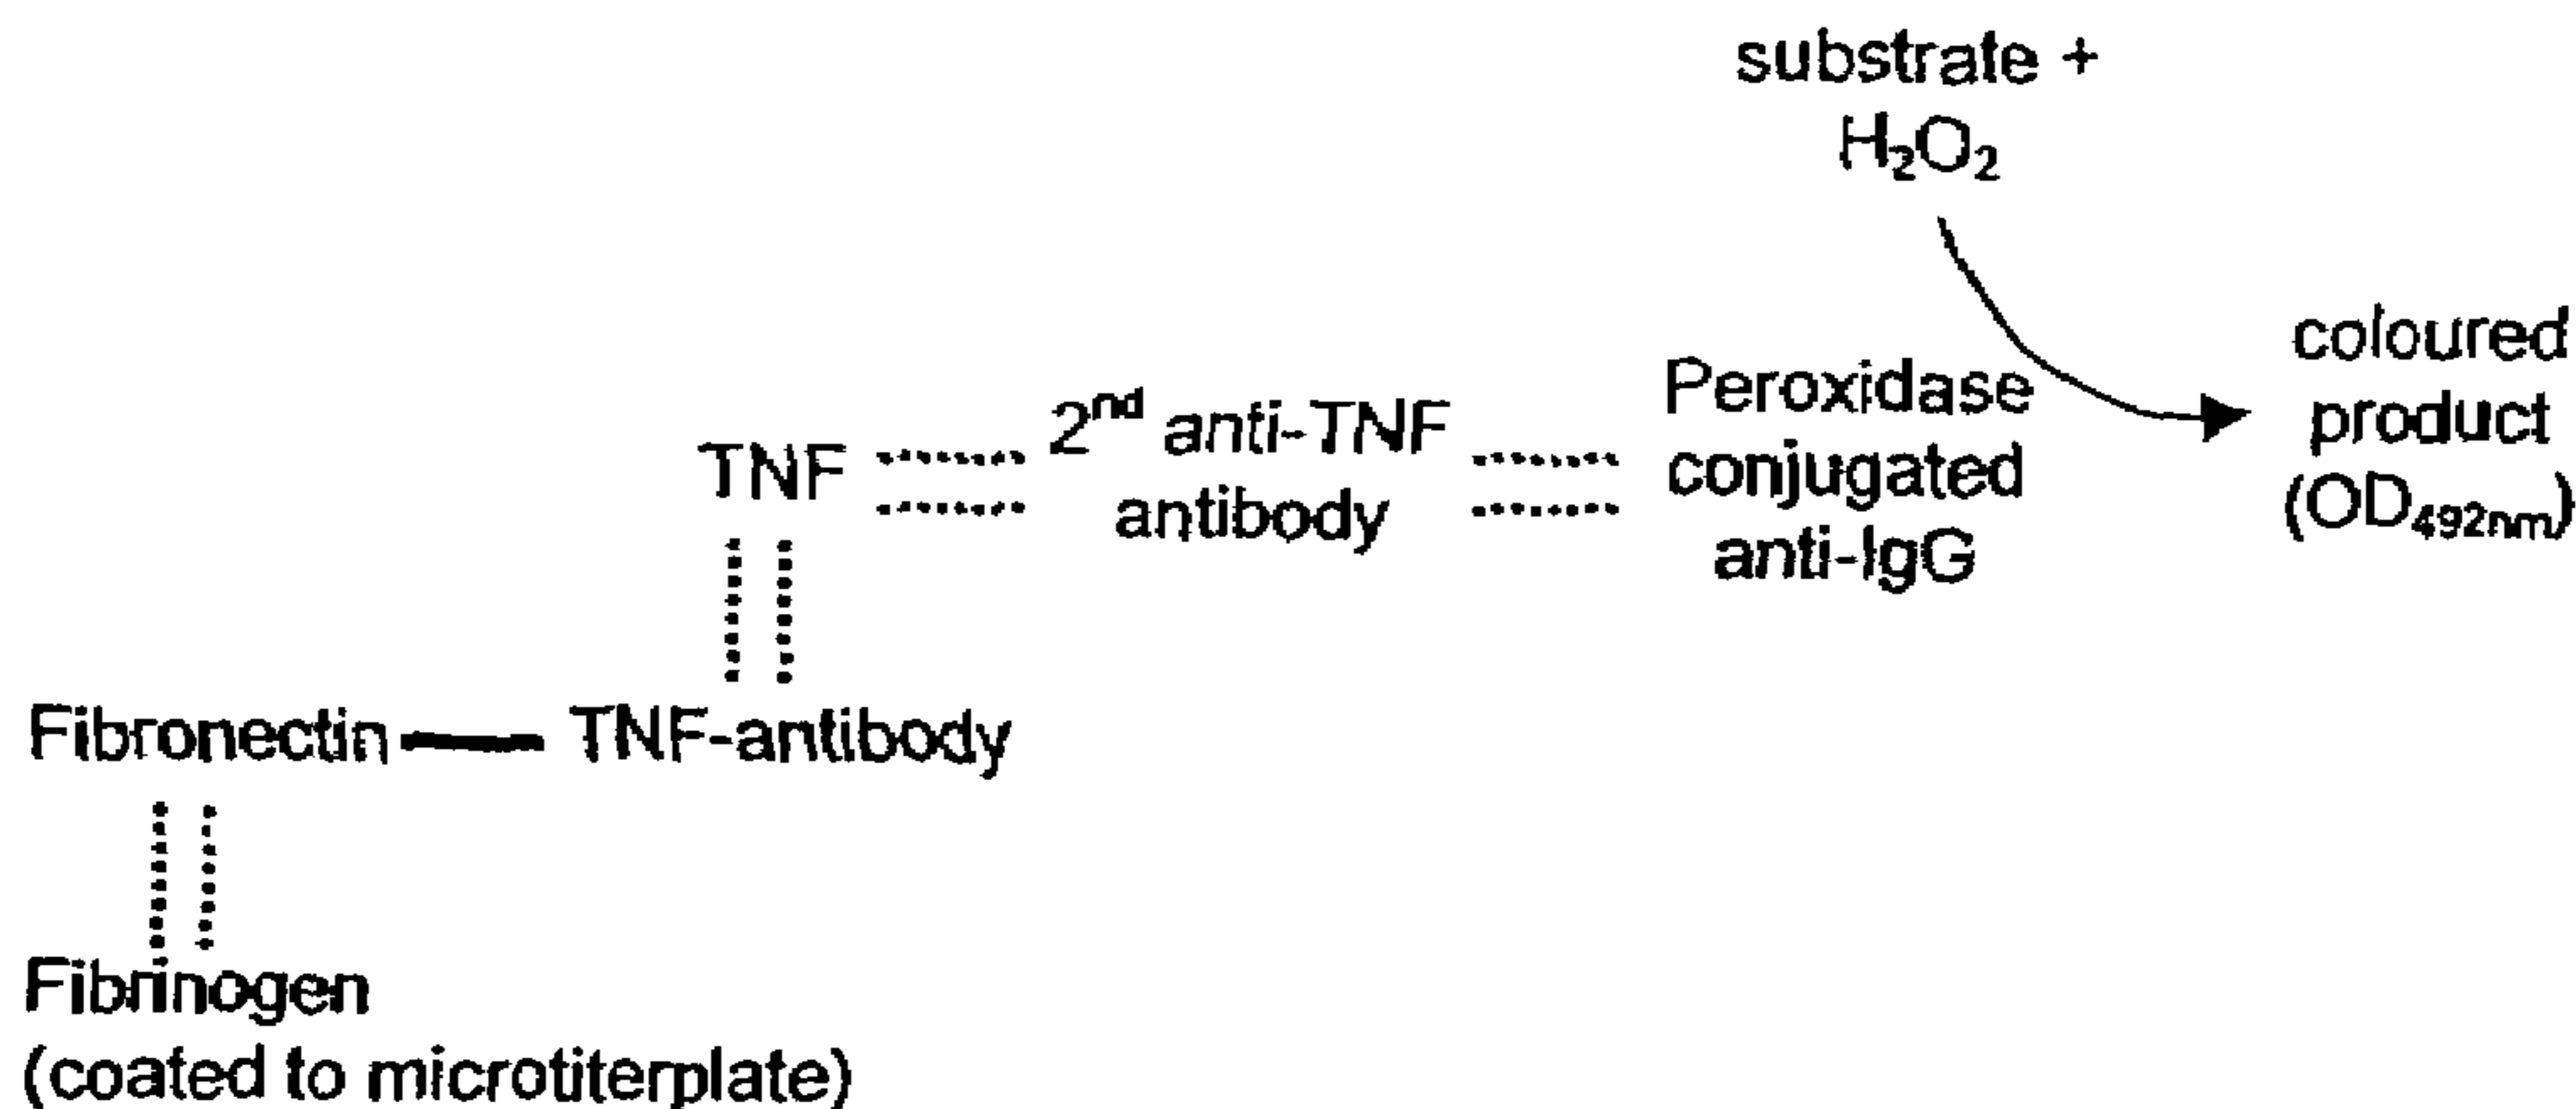 substrate +
H₂O₂
coloured
product
(OD₄₉₂ₙₘ)
Peroxidase
conjugated
anti-IgG
2ⁿᵈ anti-TNF
antibody
TNF
Fibronectin
TNF-antibody
Fibrinogen
(coated to microtiterplate)